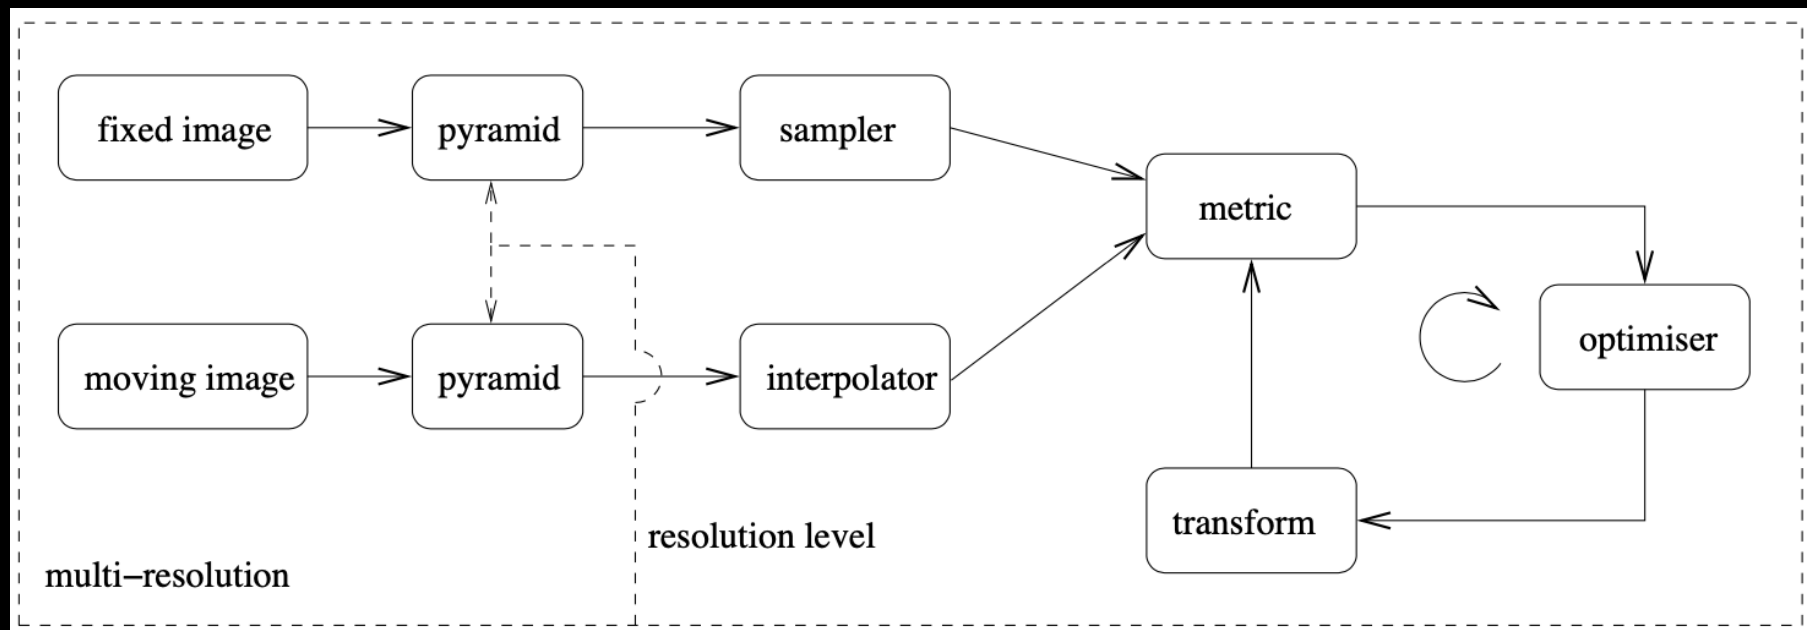 fixed image
pyramid
sampler
metric
optimiser
moving image
pyramid
interpolator
transform
resolution level
multi−resolution